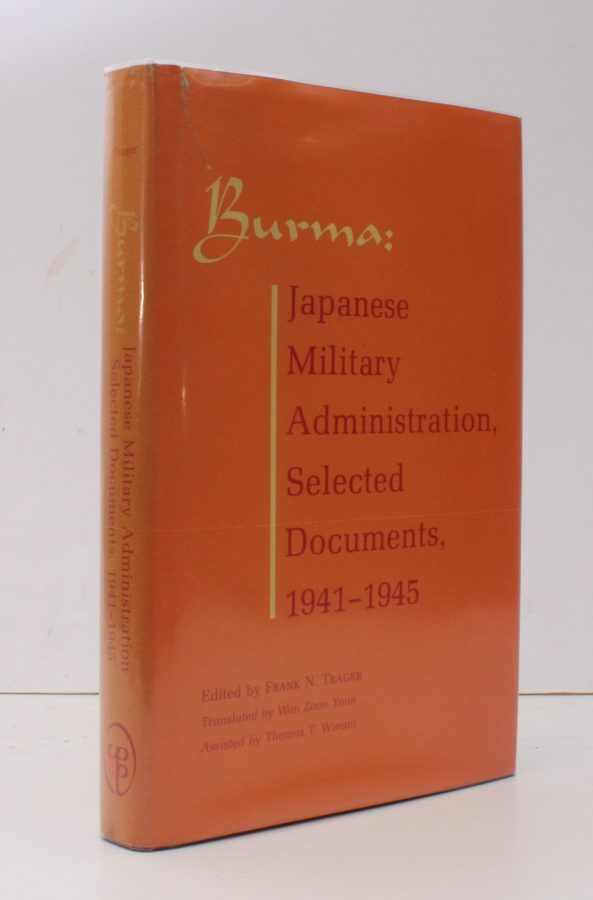 Burma:
Japanese
Military
Administration,
Selected
Documents,
1941–1945
Edited by FRANK N. TRAGER
Translated by Won Zoon Yoon
Assisted by Thomas T. Winant
Trager
Burma: Japanese Military Administration
Selected Documents, 1941–1945